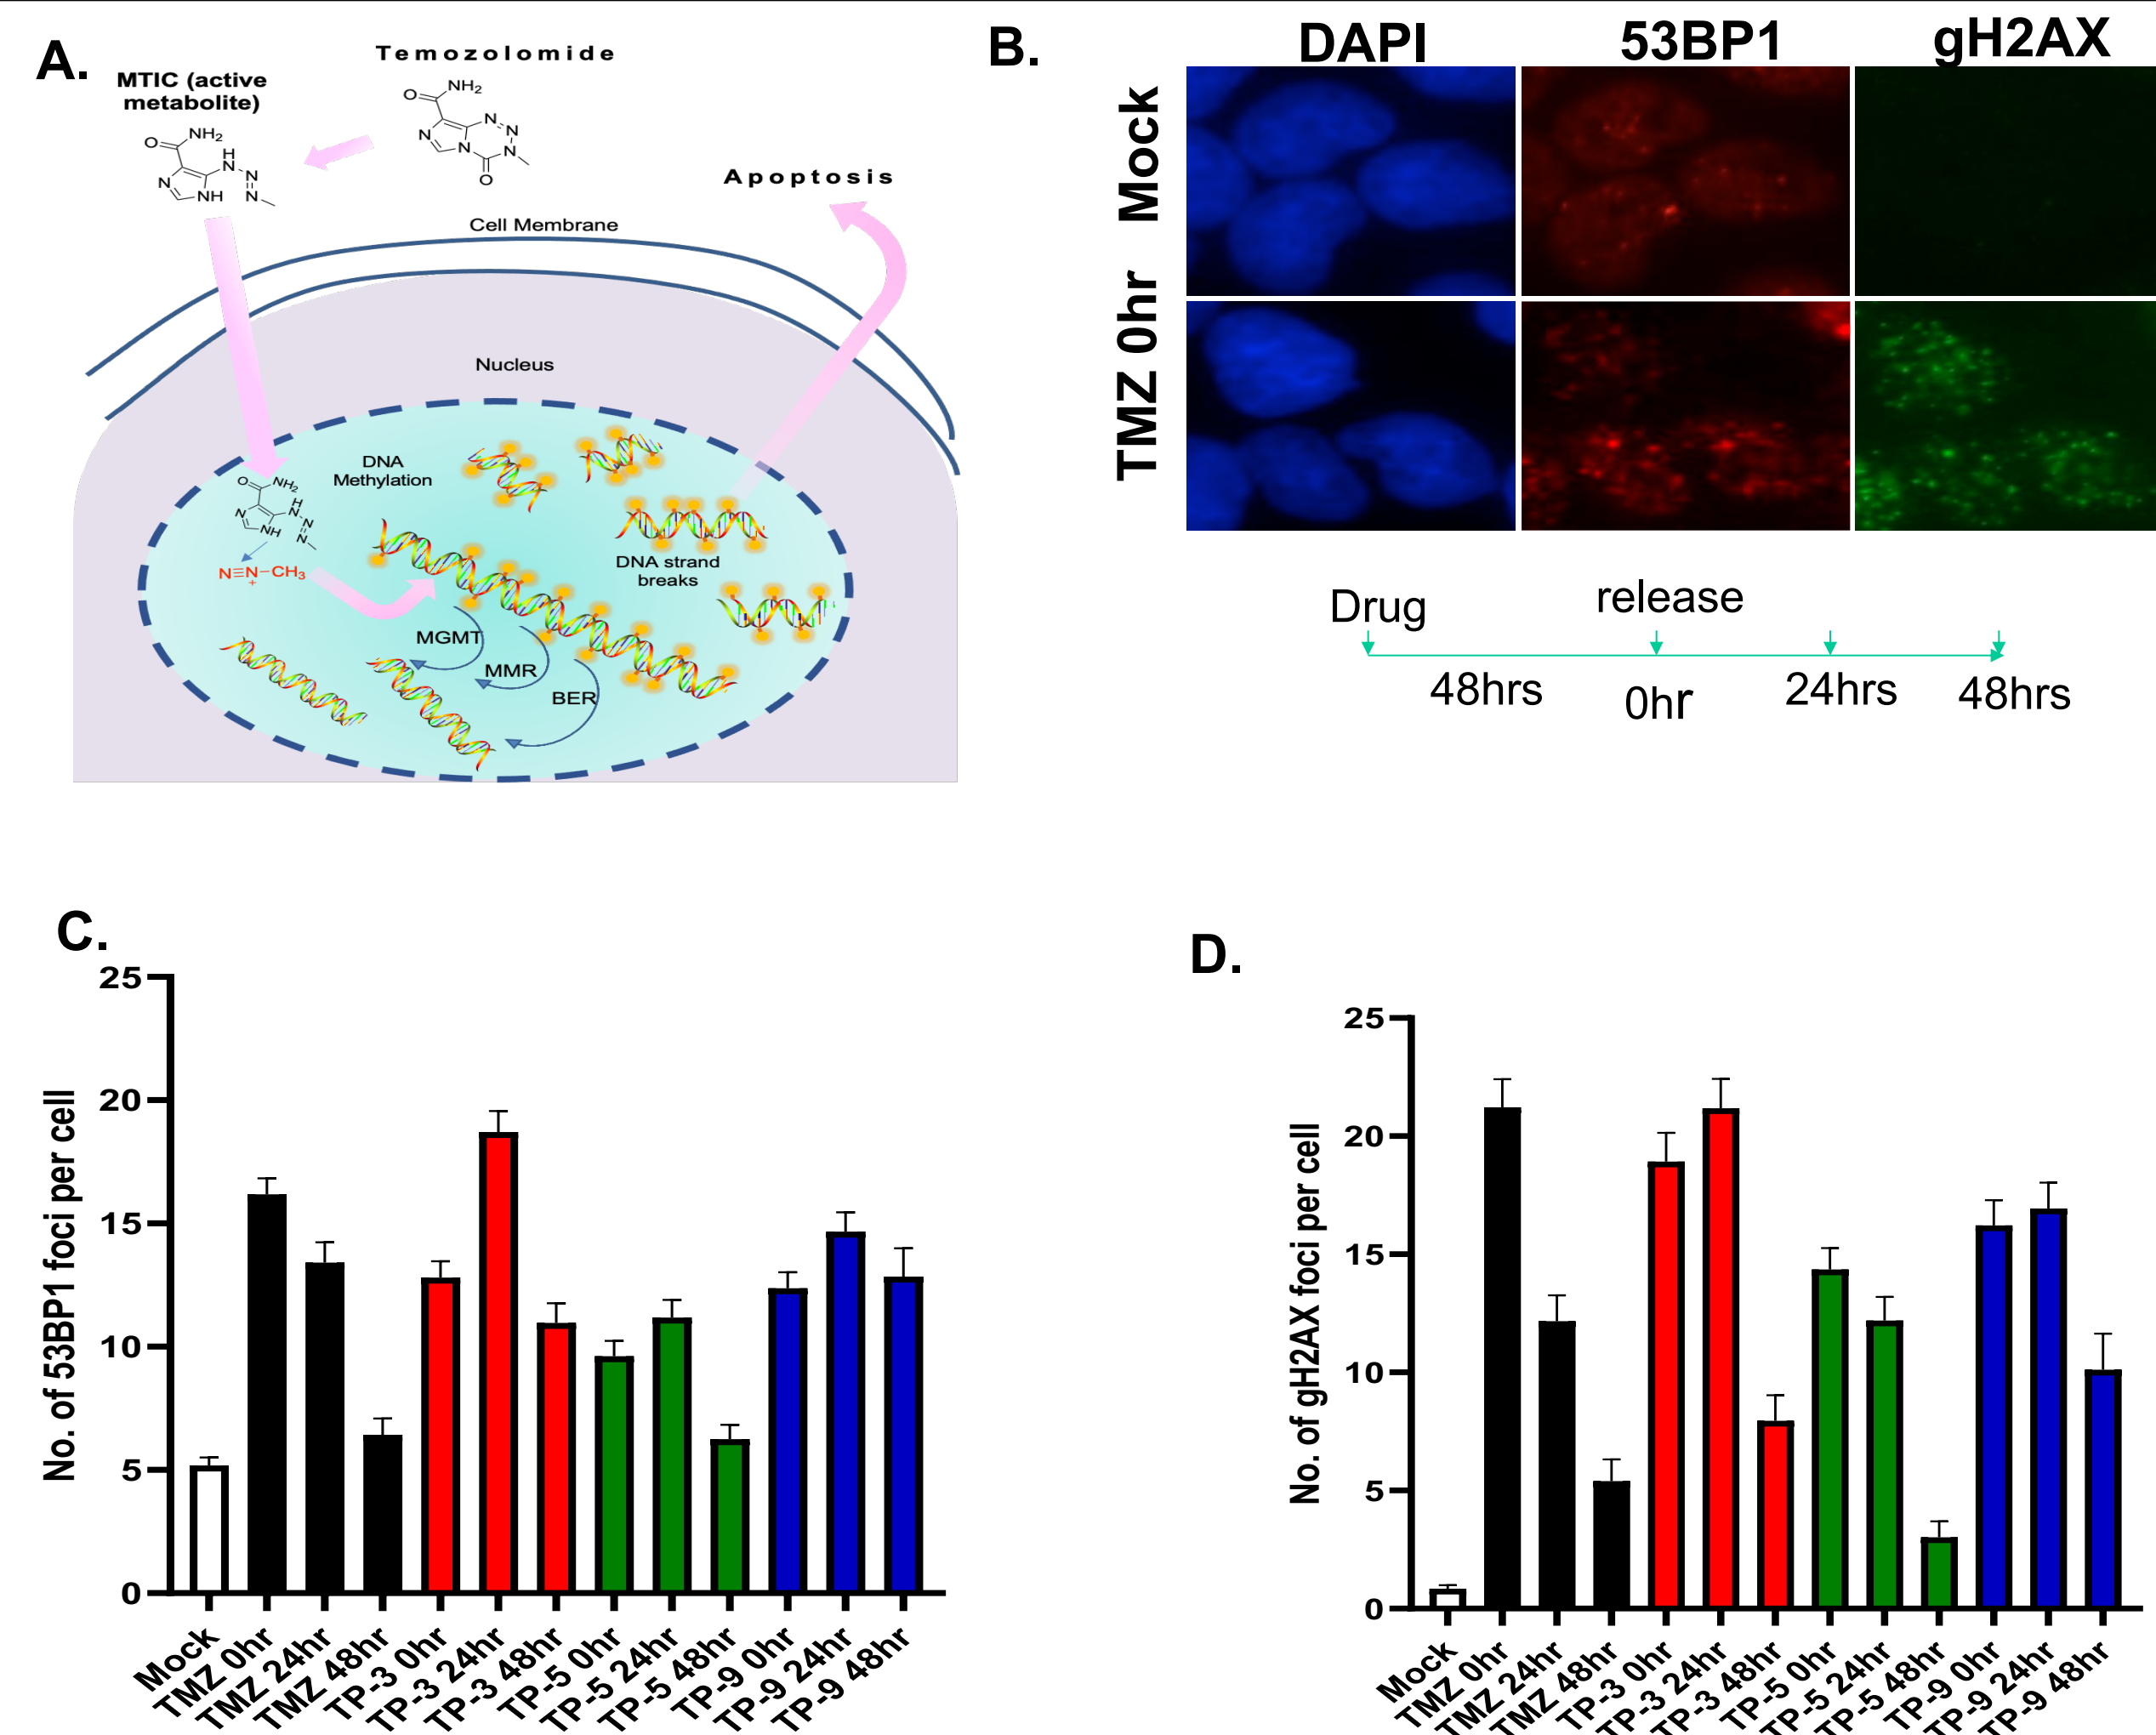 A.
Temozolomide
MTIC (active
metabolite)
O
NH2
N
N
N
N
N
O
O
NH2
H
N
N
N
N
NH
Apoptosis
Cell Membrane
Nucleus
DNA
Methylation
O
NH2
H
N
N
N
N
NH
N≡N–CH3
+
DNA strand
breaks
MGMT
MMR
BER
B.
DAPI
53BP1
gH2AX
Mock
TMZ 0hr
Drug
release
48hrs
0hr
24hrs
48hrs
C.
No. of 53BP1 foci per cell
25
20
15
10
5
0
Mock
TMZ 0hr
TMZ 24hr
TMZ 48hr
TP-3 0hr
TP-3 24hr
TP-3 48hr
TP-5 0hr
TP-5 24hr
TP-5 48hr
TP-9 0hr
TP-9 24hr
TP-9 48hr
D.
No. of gH2AX foci per cell
25
20
15
10
5
0
Mock
TMZ 0hr
TMZ 24hr
TMZ 48hr
TP-3 0hr
TP-3 24hr
TP-3 48hr
TP-5 0hr
TP-5 24hr
TP-5 48hr
TP-9 0hr
TP-9 24hr
TP-9 48hr